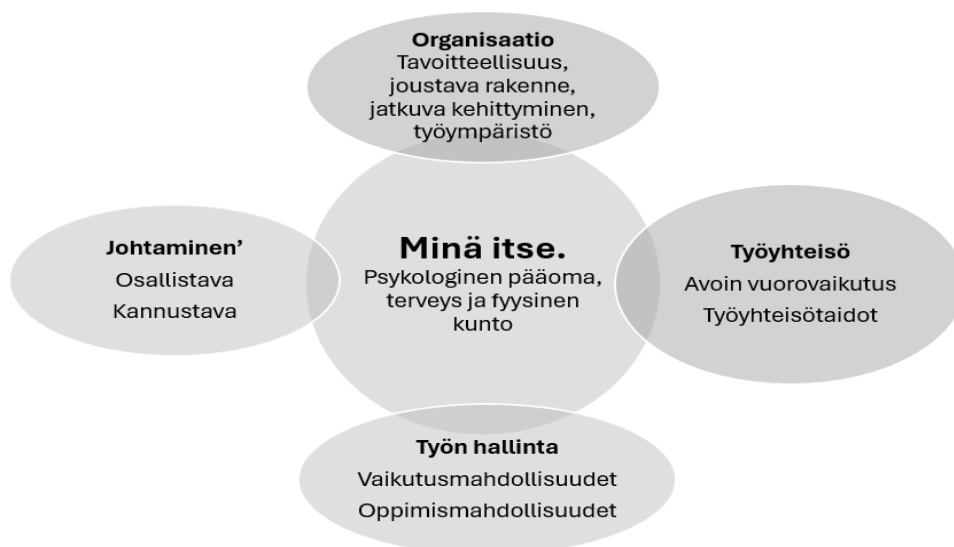 Organisaatio
Tavoitteellisuus,
joustava rakenne,
jatkuva kehittyminen,
työympäristö
Johtaminen’
Osallistava
Kannustava
Minä itse.
Psykologinen pääoma,
terveys ja fyysinen
kunto
Työyhteisö
Avoin vuorovaikutus
Työyhteisötaidot
Työn hallinta
Vaikutusmahdollisuudet
Oppimismahdollisuudet